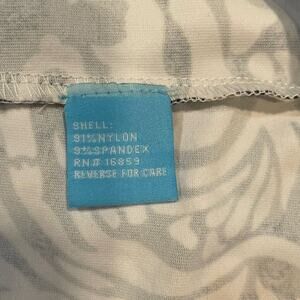 SHELL:
91%NYLON
9%SPANDEX
RN# 16859
REVERSE FOR CARE